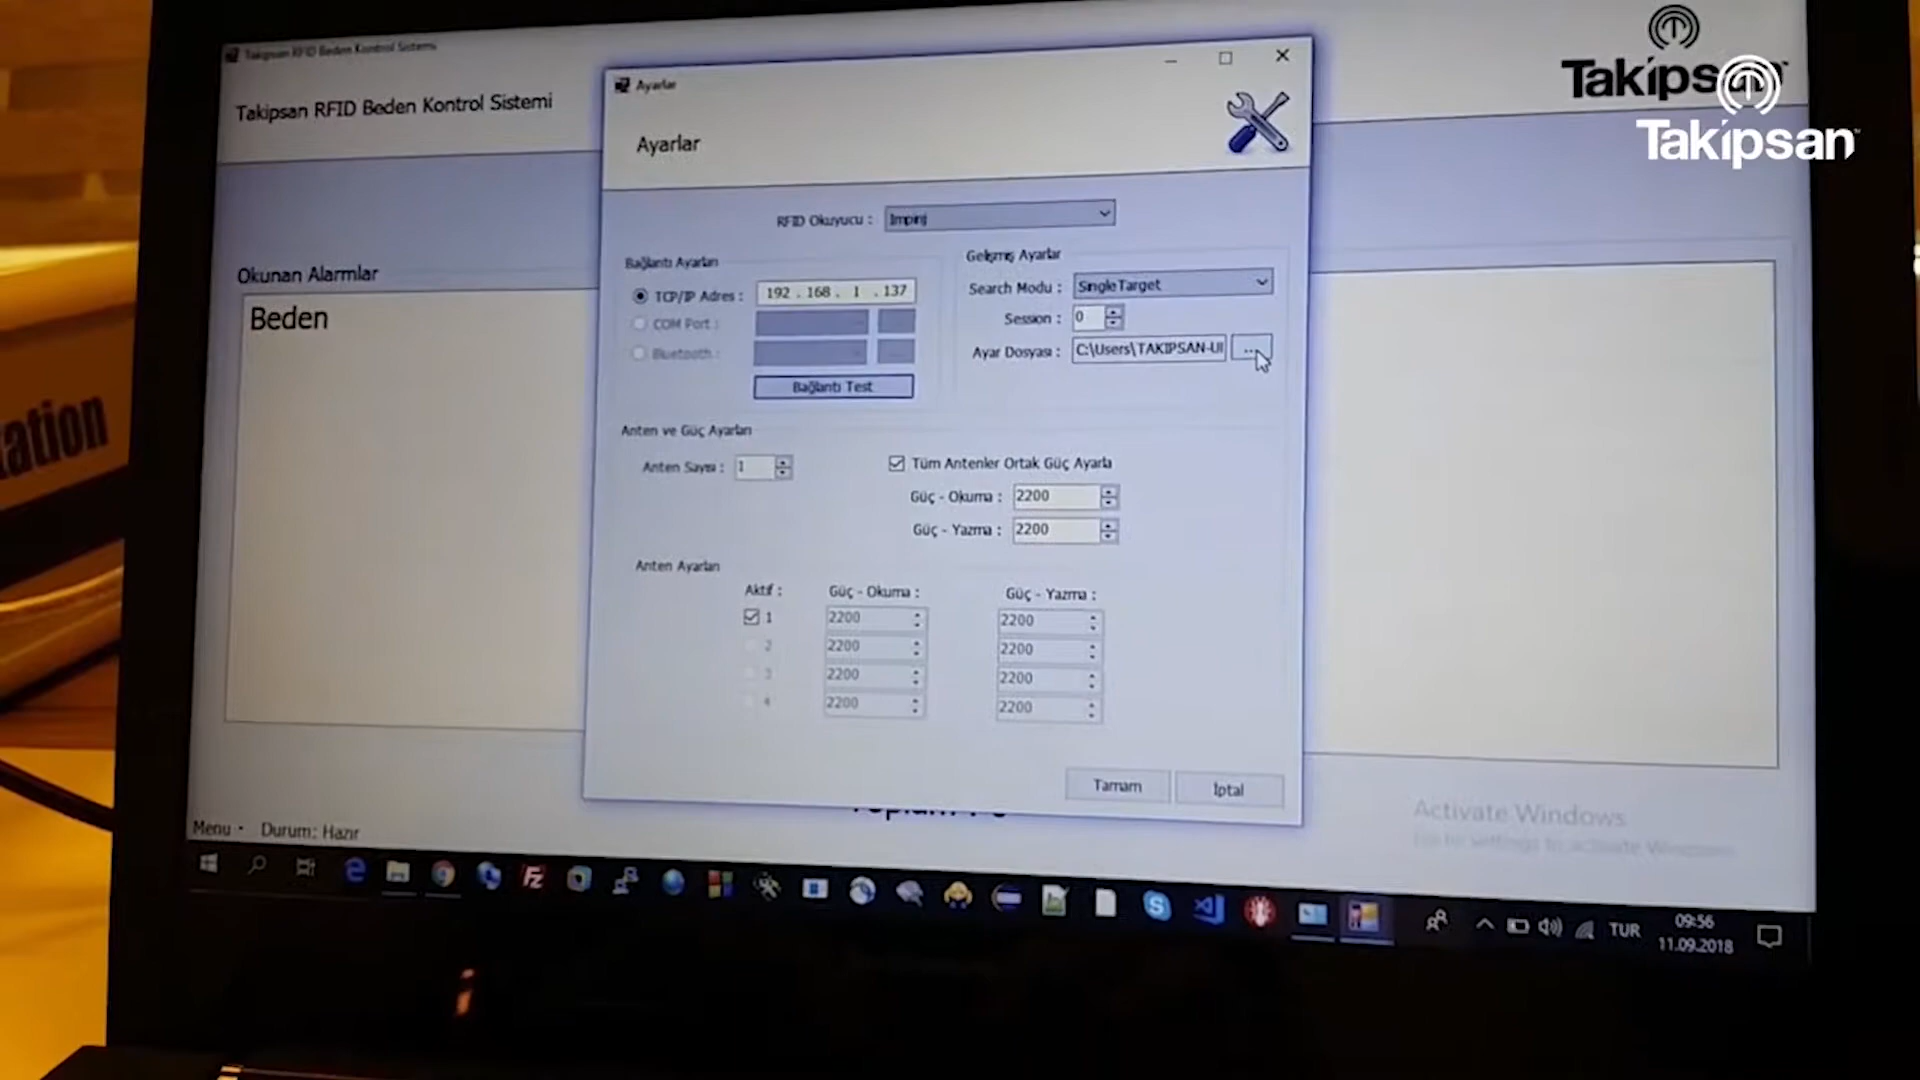 Takipsan RFID Beden Kontrol Sistemi
Takipsan RFID Beden Kontrol Sistemi
Takipsan
Takipsan
Okunan Alarmlar
Beden
Ayarlar
Ayarlar
RFID Okuyucu : Impinj
Bağlantı Ayarları
TCP/IP Adres : 192 . 168 . 1 . 137
COM Port :
Bluetooth :
Bağlantı Test
Gelişmiş Ayarlar
Search Modu : SingleTarget
Session : 0
Ayar Dosyası : C:\Users\TAKIPSAN-UI ...
Anten ve Güç Ayarları
Anten Sayısı : 1
Tüm Antenler Ortak Güç Ayarla
Güç - Okuma : 2200
Güç - Yazma : 2200
Anten Ayarları
Aktif : Güç - Okuma : Güç - Yazma :
1 2200 2200
2 2200 2200
3 2200 2200
4 2200 2200
Tamam İptal
Activate Windows
Menu Durum: Hazır
TUR
09:56
11.09.2018
ation